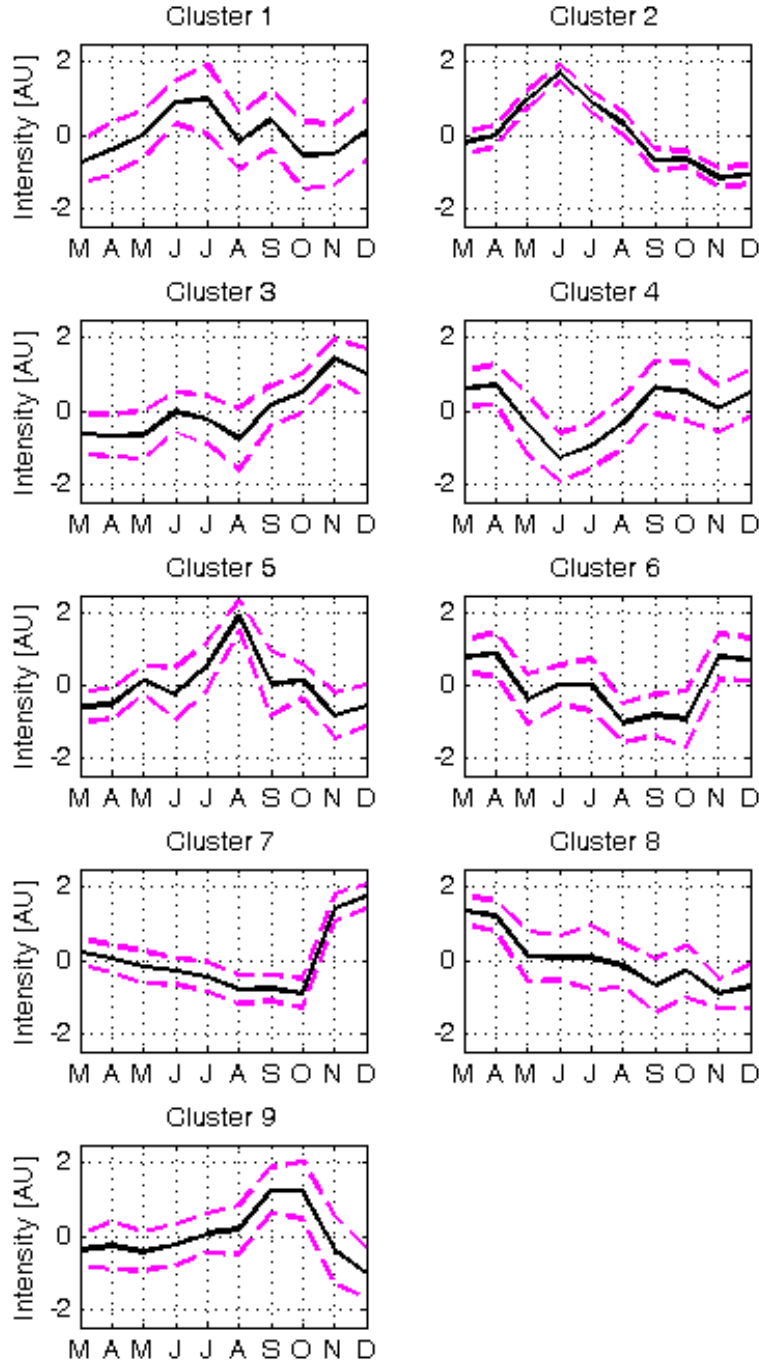 Cluster 1
Cluster 2
Intensity [AU]
2
0
-2
2
0
-2
M A M J J A S O N D
M A M J J A S O N D
Cluster 3
Cluster 4
Intensity [AU]
2
0
-2
2
0
-2
M A M J J A S O N D
M A M J J A S O N D
Cluster 5
Cluster 6
Intensity [AU]
2
0
-2
2
0
-2
M A M J J A S O N D
M A M J J A S O N D
Cluster 7
Cluster 8
Intensity [AU]
2
0
-2
2
0
-2
M A M J J A S O N D
M A M J J A S O N D
Cluster 9
Intensity [AU]
2
0
-2
M A M J J A S O N D